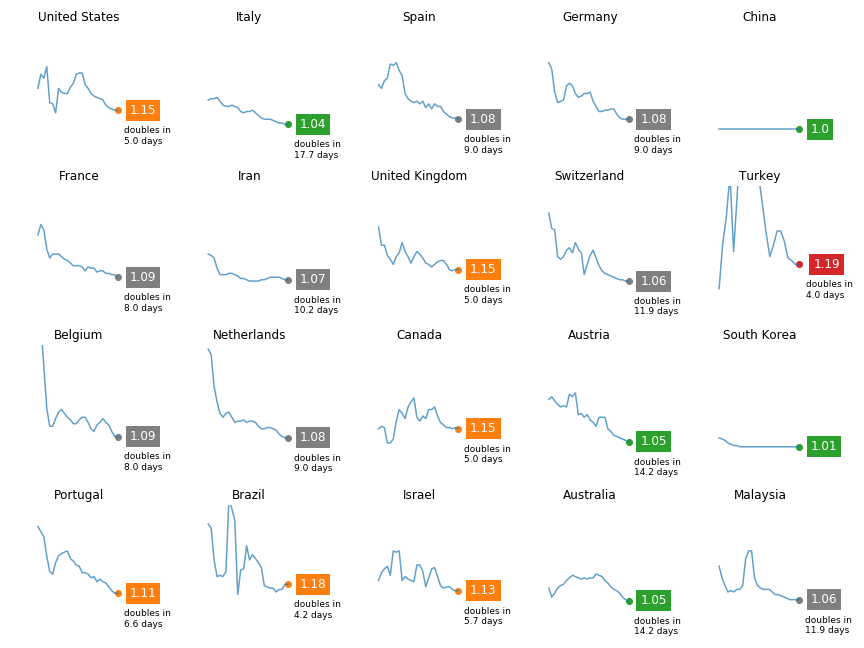 United States
1.15
doubles in
5.0 days
Italy
1.04
doubles in
17.7 days
Spain
1.08
doubles in
9.0 days
Germany
1.08
doubles in
9.0 days
China
1.0
France
1.09
doubles in
8.0 days
Iran
1.07
doubles in
10.2 days
United Kingdom
1.15
doubles in
5.0 days
Switzerland
1.06
doubles in
11.9 days
Turkey
1.19
doubles in
4.0 days
Belgium
1.09
doubles in
8.0 days
Netherlands
1.08
doubles in
9.0 days
Canada
1.15
doubles in
5.0 days
Austria
1.05
doubles in
14.2 days
South Korea
1.01
Portugal
1.11
doubles in
6.6 days
Brazil
1.18
doubles in
4.2 days
Israel
1.13
doubles in
5.7 days
Australia
1.05
doubles in
14.2 days
Malaysia
1.06
doubles in
11.9 days